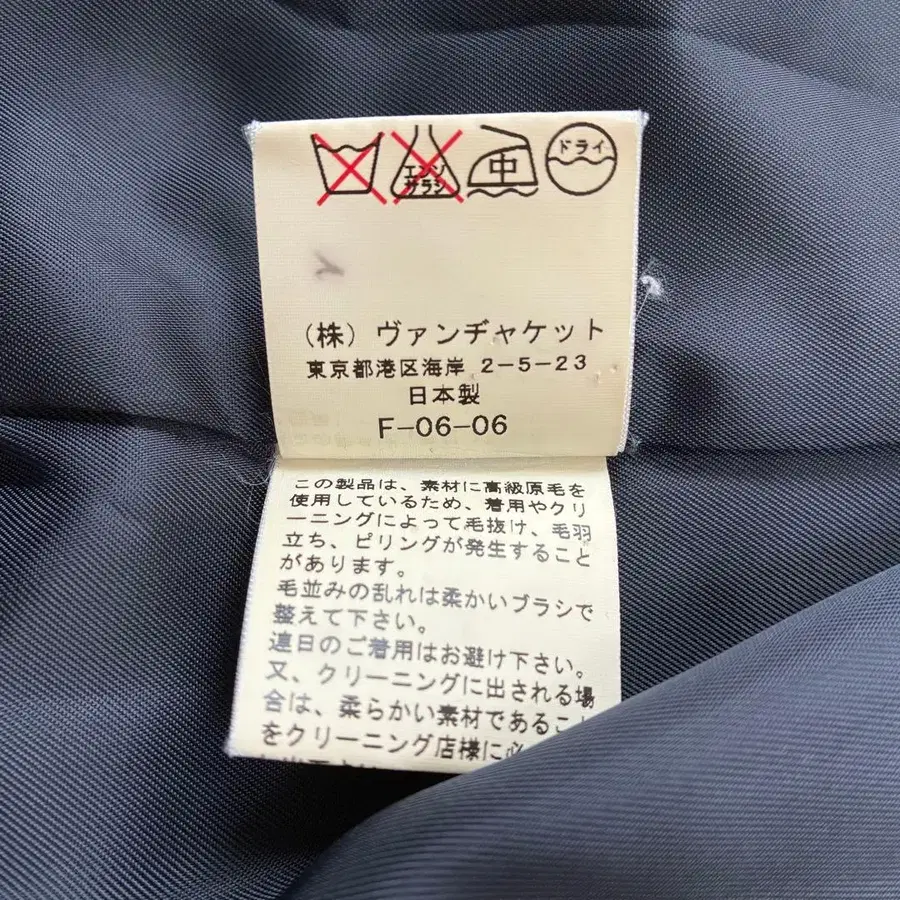 エンソ
サラシ
中
ドライ
（株）ヴァンヂャケット
東京都港区海岸 2-5-23
日本製
F-06-06
この製品は、素材に高級原毛を
使用しているため、着用やクリ
ーニングによって毛抜け、毛羽
立ち、ピリングが発生すること
があります。
毛並みの乱れは柔かいブラシで
整えて下さい。
連日のご着用はお避け下さい。
又、クリーニングに出される場
合は、柔らかい素材であること
をクリーニング店様に必